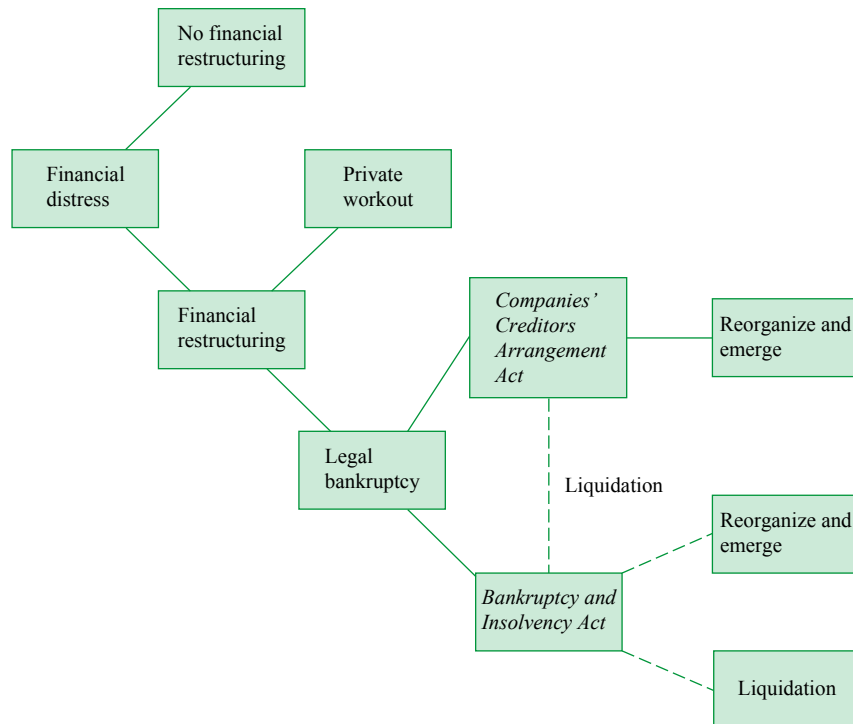 No financial
restructuring
Financial
distress
Private
workout
Financial
restructuring
Companies’
Creditors
Arrangement
Act
Reorganize and
emerge
Legal
bankruptcy
Liquidation
Reorganize and
emerge
Bankruptcy and
Insolvency Act
Liquidation